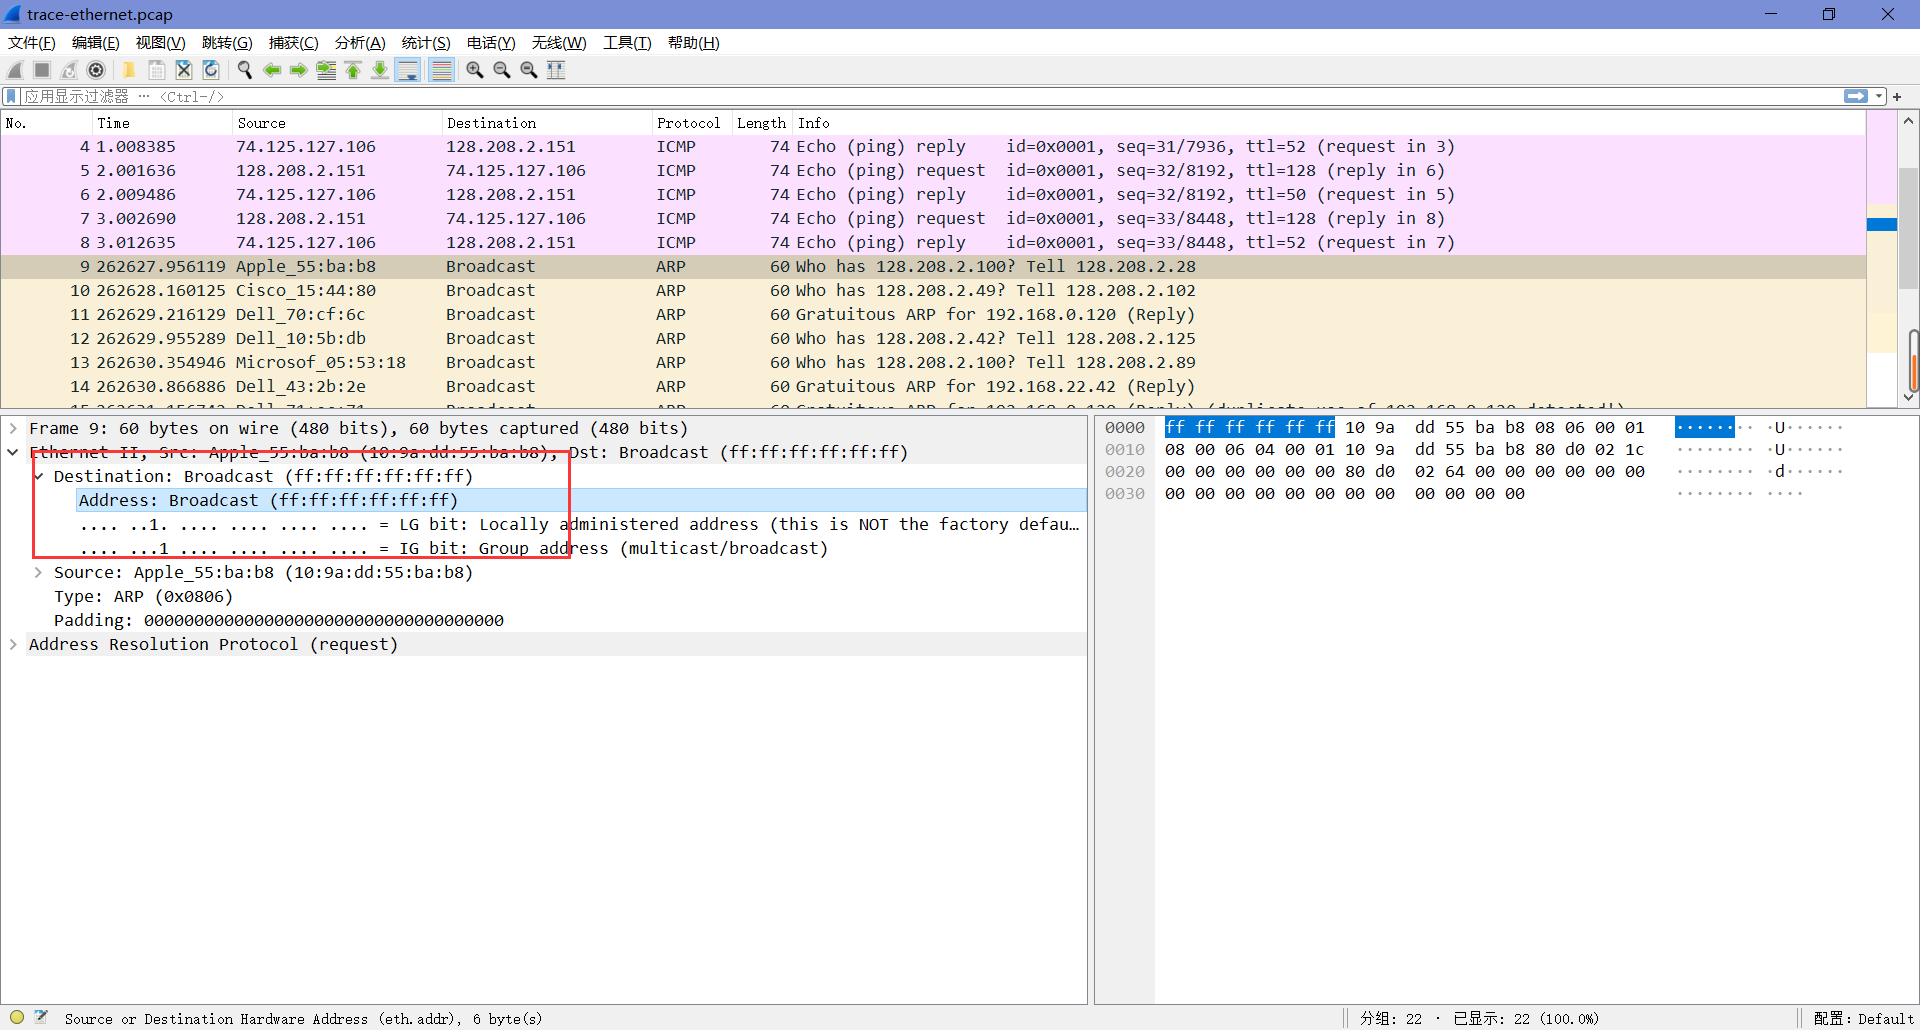 trace-ethernet.pcap
文件(F) 编辑(E) 视图(V) 跳转(G) 捕获(C) 分析(A) 统计(S) 电话(Y) 无线(W) 工具(T) 帮助(H)
应用显示过滤器 … <Ctrl-/>
No. Time Source Destination Protocol Length Info
4 1.008385 74.125.127.106 128.208.2.151 ICMP 74 Echo (ping) reply id=0x0001, seq=31/7936, ttl=52 (request in 3)
5 2.001636 128.208.2.151 74.125.127.106 ICMP 74 Echo (ping) request id=0x0001, seq=32/8192, ttl=128 (reply in 6)
6 2.009486 74.125.127.106 128.208.2.151 ICMP 74 Echo (ping) reply id=0x0001, seq=32/8192, ttl=50 (request in 5)
7 3.002690 128.208.2.151 74.125.127.106 ICMP 74 Echo (ping) request id=0x0001, seq=33/8448, ttl=128 (reply in 8)
8 3.012635 74.125.127.106 128.208.2.151 ICMP 74 Echo (ping) reply id=0x0001, seq=33/8448, ttl=52 (request in 7)
9 262627.956119 Apple_55:ba:b8 Broadcast ARP 60 Who has 128.208.2.100? Tell 128.208.2.28
10 262628.160125 Cisco_15:44:80 Broadcast ARP 60 Who has 128.208.2.49? Tell 128.208.2.102
11 262629.216129 Dell_70:cf:6c Broadcast ARP 60 Gratuitous ARP for 192.168.0.120 (Reply)
12 262629.955289 Dell_10:5b:db Broadcast ARP 60 Who has 128.208.2.42? Tell 128.208.2.125
13 262630.354946 Microsof_05:53:18 Broadcast ARP 60 Who has 128.208.2.100? Tell 128.208.2.89
14 262630.866886 Dell_43:2b:2e Broadcast ARP 60 Gratuitous ARP for 192.168.22.42 (Reply)
Frame 9: 60 bytes on wire (480 bits), 60 bytes captured (480 bits)
Ethernet II, Src: Apple_55:ba:b8 (10:9a:dd:55:ba:b8), Dst: Broadcast (ff:ff:ff:ff:ff:ff)
Destination: Broadcast (ff:ff:ff:ff:ff:ff)
Address: Broadcast (ff:ff:ff:ff:ff:ff)
.... ..1. .... .... .... .... = LG bit: Locally administered address (this is NOT the factory defau…
.... ...1 .... .... .... .... = IG bit: Group address (multicast/broadcast)
Source: Apple_55:ba:b8 (10:9a:dd:55:ba:b8)
Type: ARP (0x0806)
Padding: 000000000000000000000000000000000000
Address Resolution Protocol (request)
0000 ff ff ff ff ff ff 10 9a dd 55 ba b8 08 06 00 01 ········ ·U······
0010 08 00 06 04 00 01 10 9a dd 55 ba b8 80 d0 02 1c ········ ·U······
0020 00 00 00 00 00 00 80 d0 02 64 00 00 00 00 00 00 ········ ·d······
0030 00 00 00 00 00 00 00 00 00 00 00 00 ········ ····
Source or Destination Hardware Address (eth.addr), 6 byte(s) 分组: 22 · 已显示: 22 (100.0%) 配置: Default